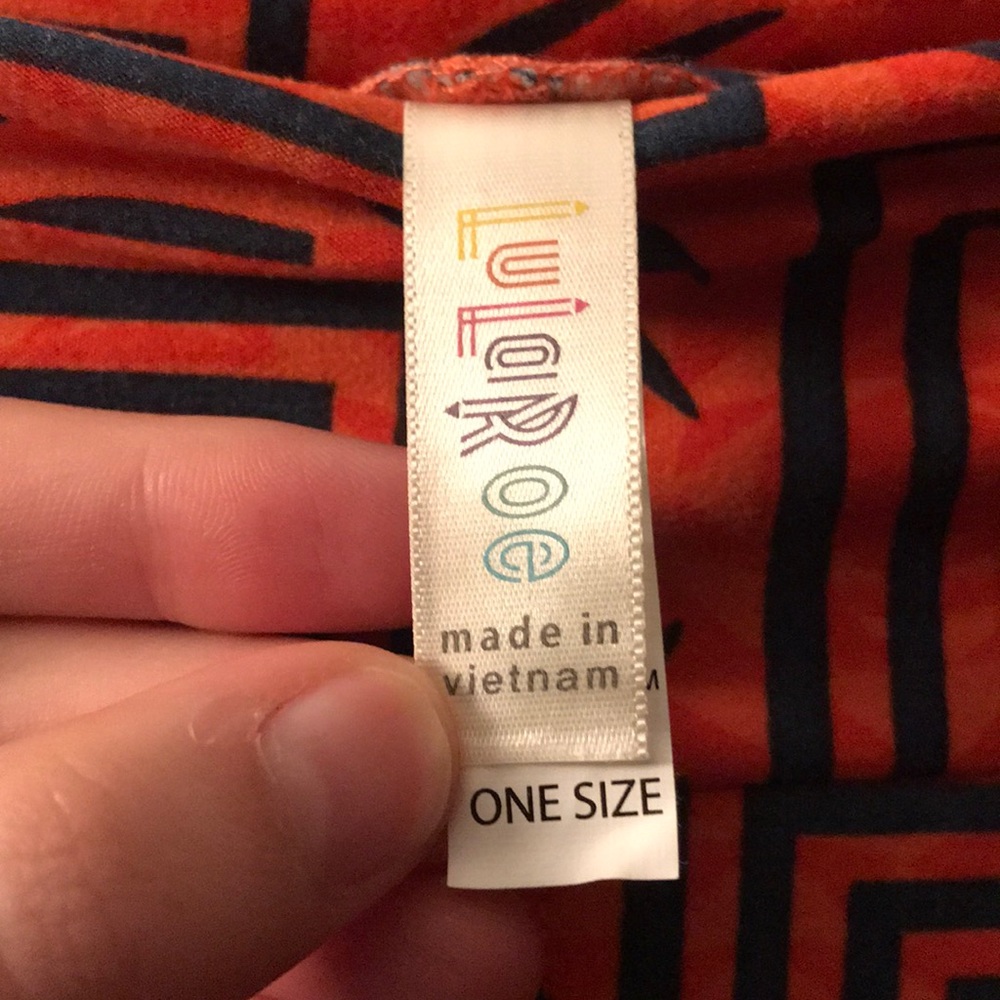 LuLaRoe
made in
vietnam
ONE SIZE